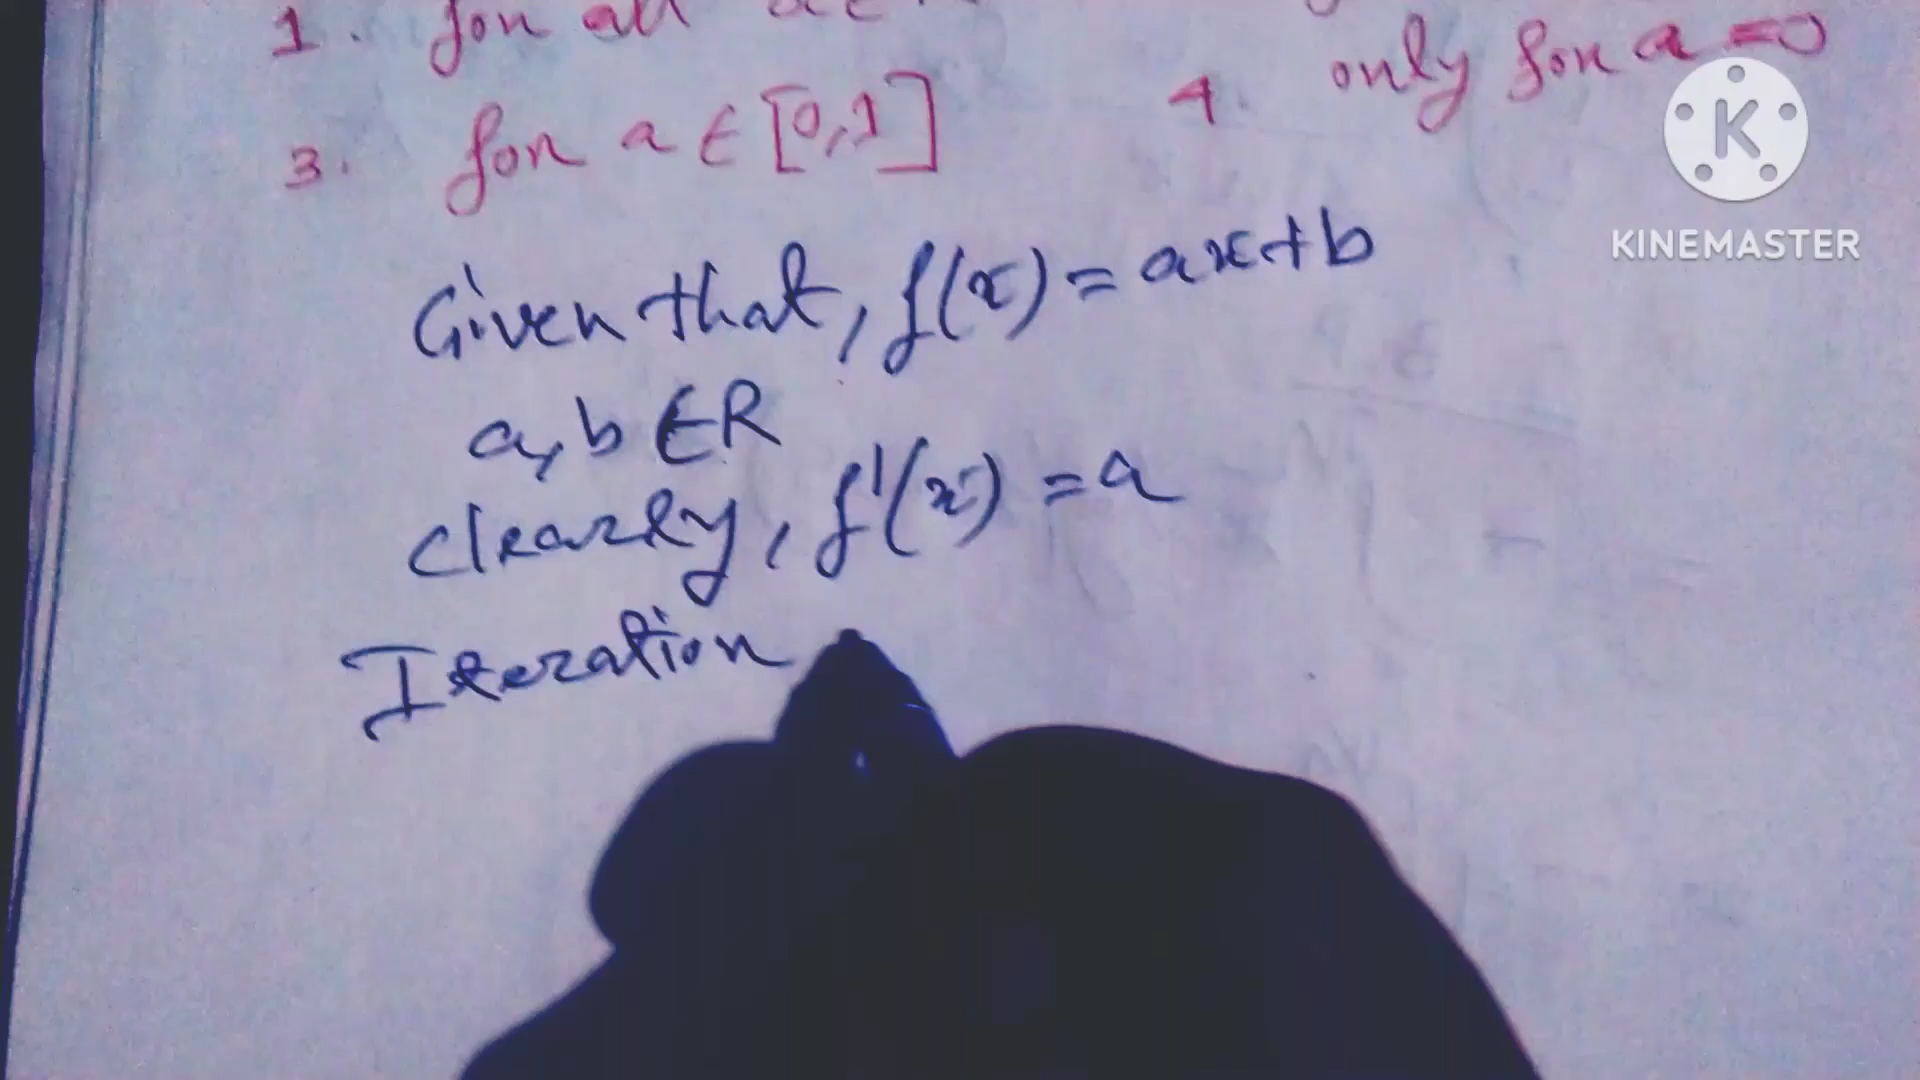 1. for all
only for a = 0
3. for a ∈ [0,1]
4.
K
KINEMASTER
Given that, f(x) = ax+b
a, b ∈ R
clearly, f'(x) = a
Iteration